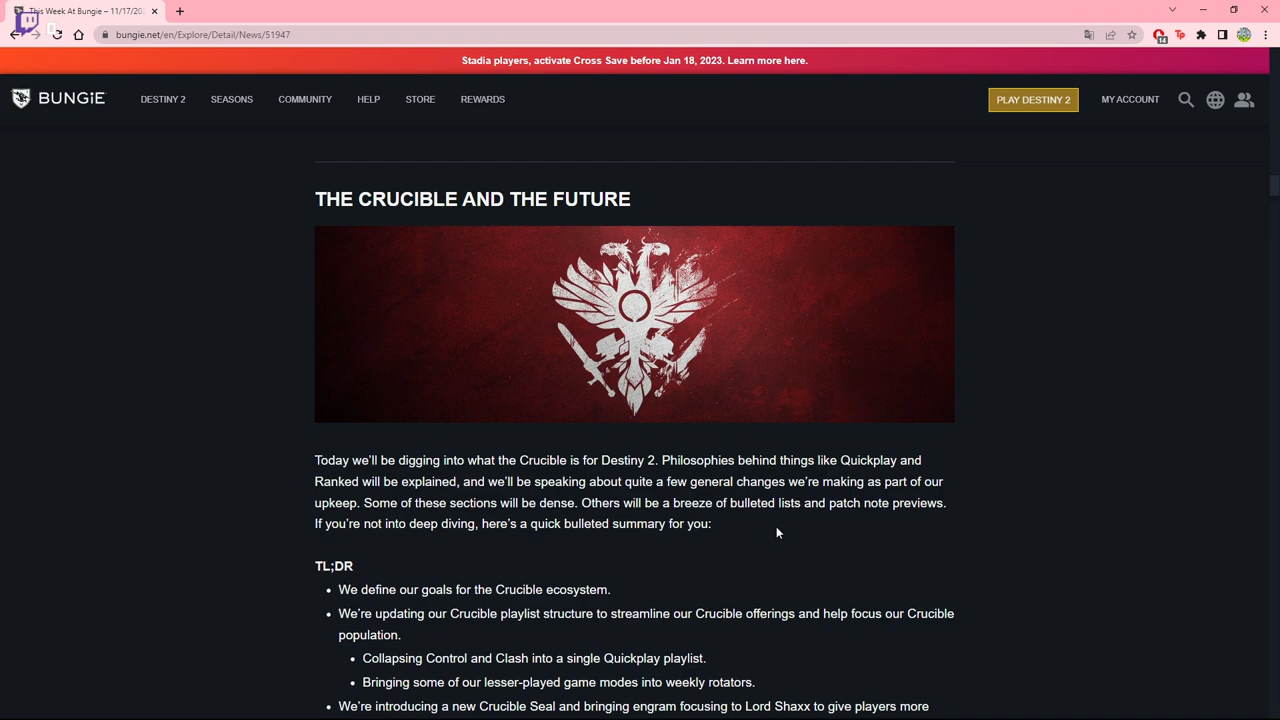 This Week At Bungie – 11/17/202
bungie.net/en/Explore/Detail/News/51947
14
Stadia players, activate Cross Save before Jan 18, 2023. Learn more here.
BUNGiE
DESTINY 2
SEASONS
COMMUNITY
HELP
STORE
REWARDS
PLAY DESTINY 2
MY ACCOUNT
THE CRUCIBLE AND THE FUTURE
Today we’ll be digging into what the Crucible is for Destiny 2. Philosophies behind things like Quickplay and
Ranked will be explained, and we’ll be speaking about quite a few general changes we’re making as part of our
upkeep. Some of these sections will be dense. Others will be a breeze of bulleted lists and patch note previews.
If you’re not into deep diving, here’s a quick bulleted summary for you:
TL;DR
• We define our goals for the Crucible ecosystem.
• We’re updating our Crucible playlist structure to streamline our Crucible offerings and help focus our Crucible
population.
• Collapsing Control and Clash into a single Quickplay playlist.
• Bringing some of our lesser-played game modes into weekly rotators.
• We’re introducing a new Crucible Seal and bringing engram focusing to Lord Shaxx to give players more